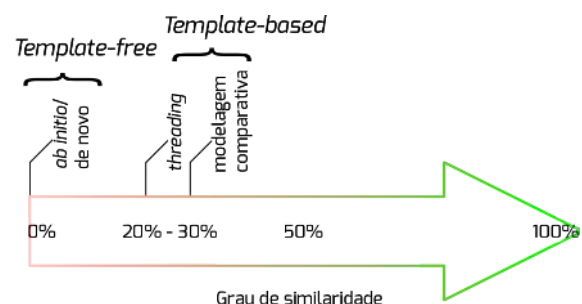 Template-based
Template-free
ab initio/
de novo
threading
modelagem
comparativa
0%
20% - 30%
50%
100%
Grau de similaridade